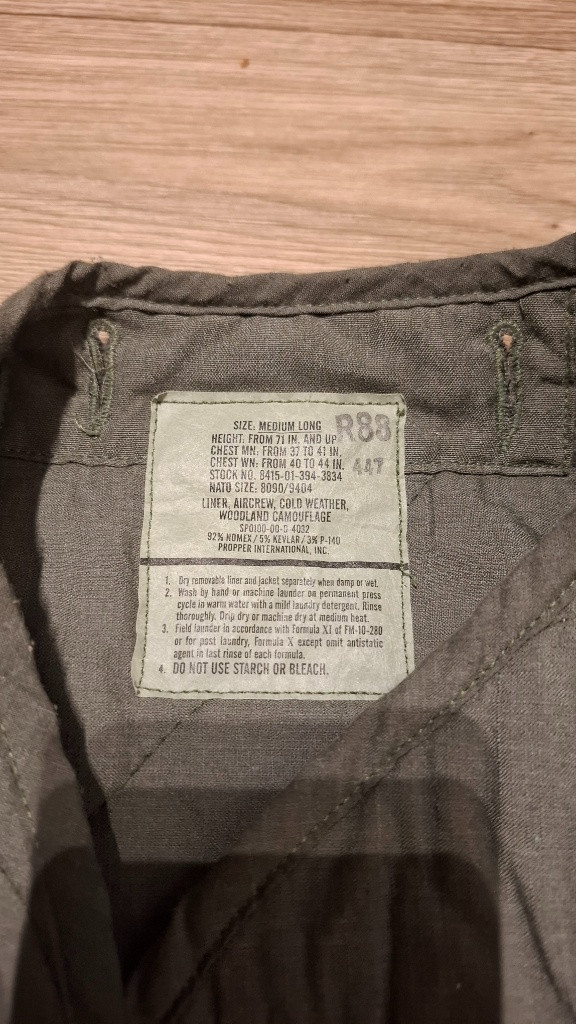 SIZE: MEDIUM LONG
HEIGHT: FROM 71 IN. AND UP
CHEST MN: FROM 37 TO 41 IN.
CHEST WN: FROM 40 TO 44 IN.
STOCK NO. 8415-01-394-3834
NATO SIZE: 8090/9404
LINER, AIRCREW, COLD WEATHER,
WOODLAND CAMOUFLAGE
SPO100-00-D-4032
92% NOMEX/5% KEVLAR/3% P-140
PROPPER INTERNATIONAL, INC.
R88
447
1. Dry removable liner and jacket separately when damp or wet.
2. Wash by hand or machine launder on permanent press
cycle in warm water with a mild laundry detergent. Rinse
thoroughly. Drip dry or machine dry at medium heat.
3. Field launder in accordance with Formula XI of FM-10-280
or for post laundry, Formula X except omit antistatic
agent in last rinse of each formula.
4. DO NOT USE STARCH OR BLEACH.